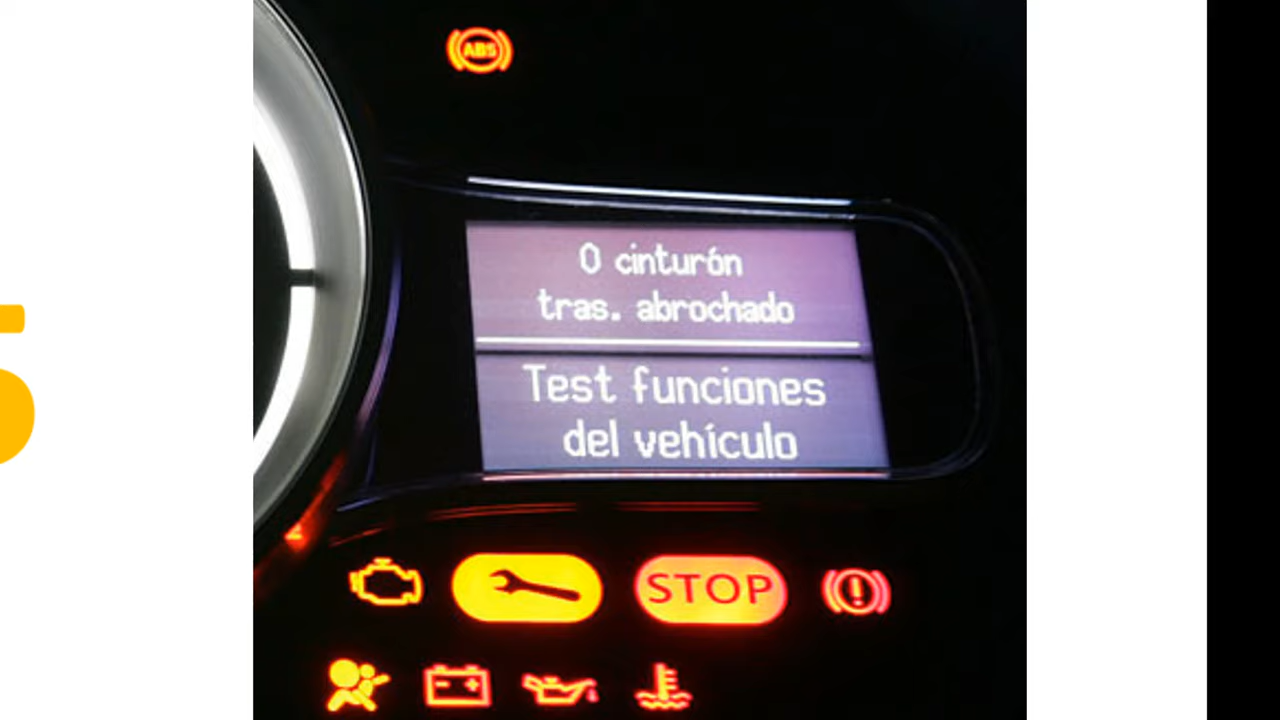 ABS
0 cinturón
tras. abrochado
Test funciones
del vehículo
STOP